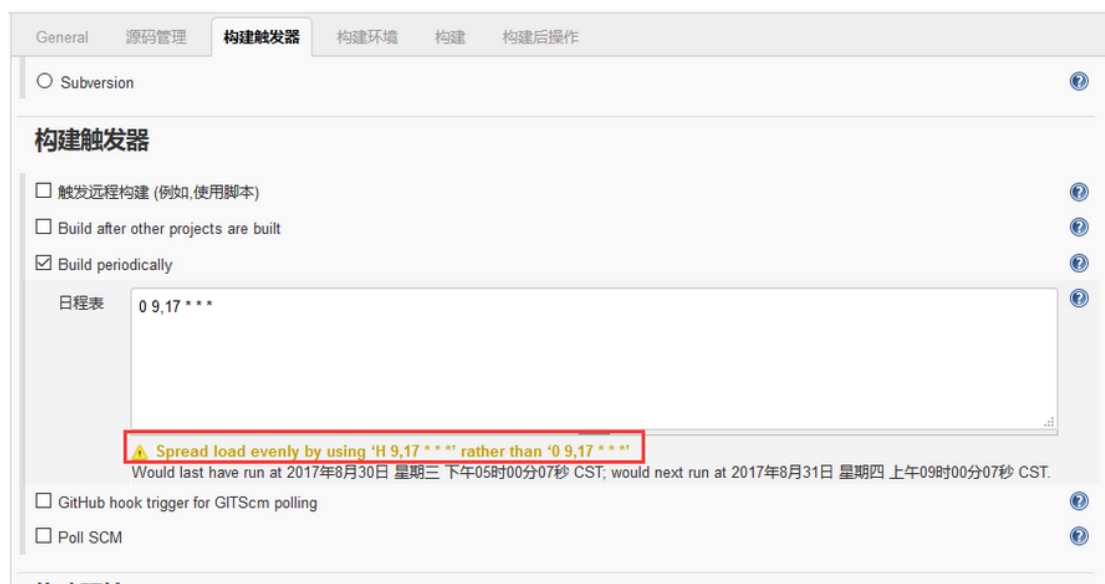 General 源码管理 构建触发器 构建环境 构建 构建后操作
Subversion
构建触发器
触发远程构建 (例如,使用脚本)
Build after other projects are built
Build periodically
日程表 0 9,17 * * *
Spread load evenly by using ‘H 9,17 * * *’ rather than ‘0 9,17 * * *’
Would last have run at 2017年8月30日 星期三 下午05时00分07秒 CST; would next run at 2017年8月31日 星期四 上午09时00分07秒 CST.
GitHub hook trigger for GITScm polling
Poll SCM